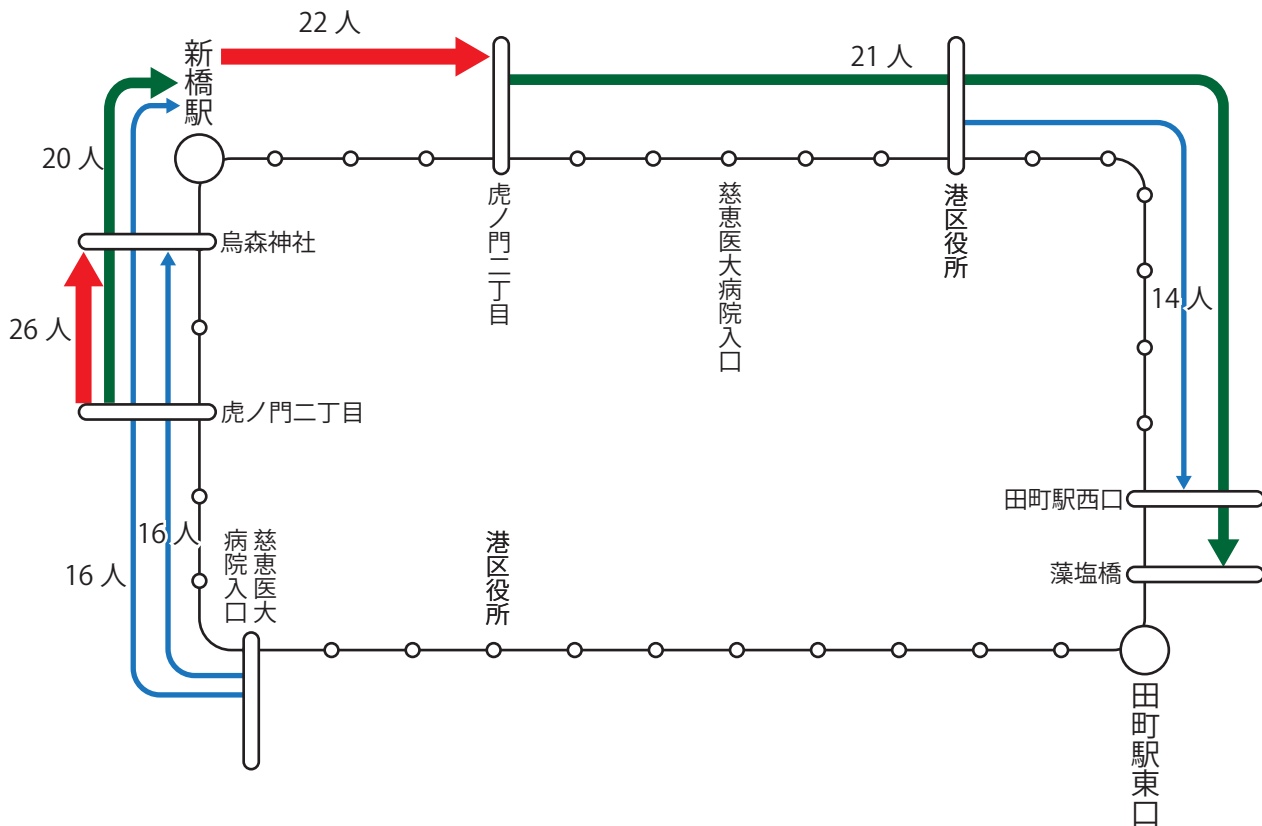 22 人
新橋駅
21 人
20 人
虎ノ門二丁目
慈恵医大病院入口
港区役所
烏森神社
14 人
26 人
虎ノ門二丁目
田町駅西口
16 人
慈恵医大
病院入口
港区役所
16 人
藻塩橋
田町駅東口